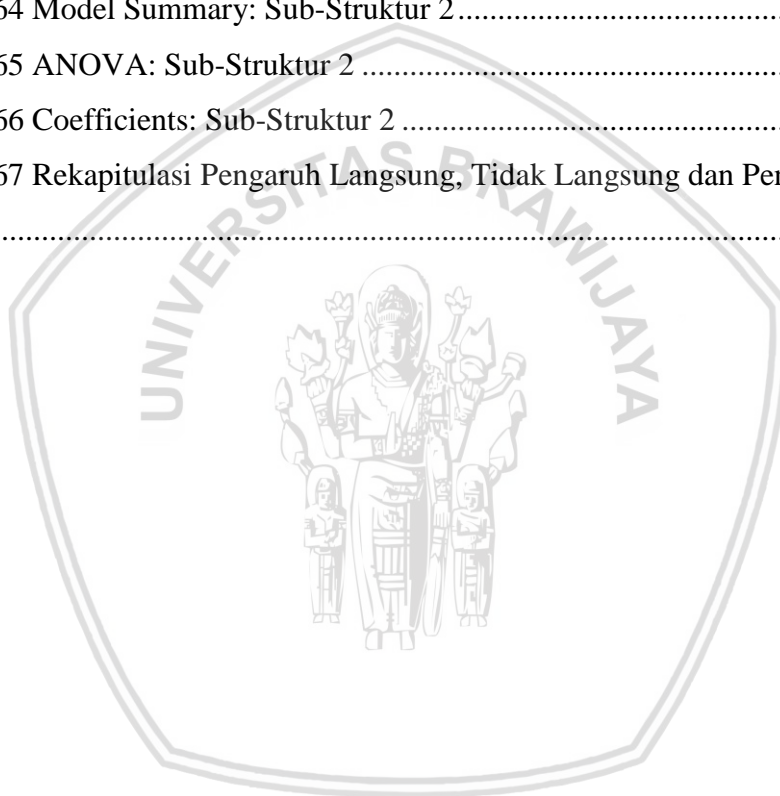 64 Model Summary: Sub-Struktur 2................................................
65 ANOVA: Sub-Struktur 2 ............................................................
66 Coefficients: Sub-Struktur 2 .......................................................
67 Rekapitulasi Pengaruh Langsung, Tidak Langsung dan
........................................................................................................
UNIVERSITAS BRAWIJAYA